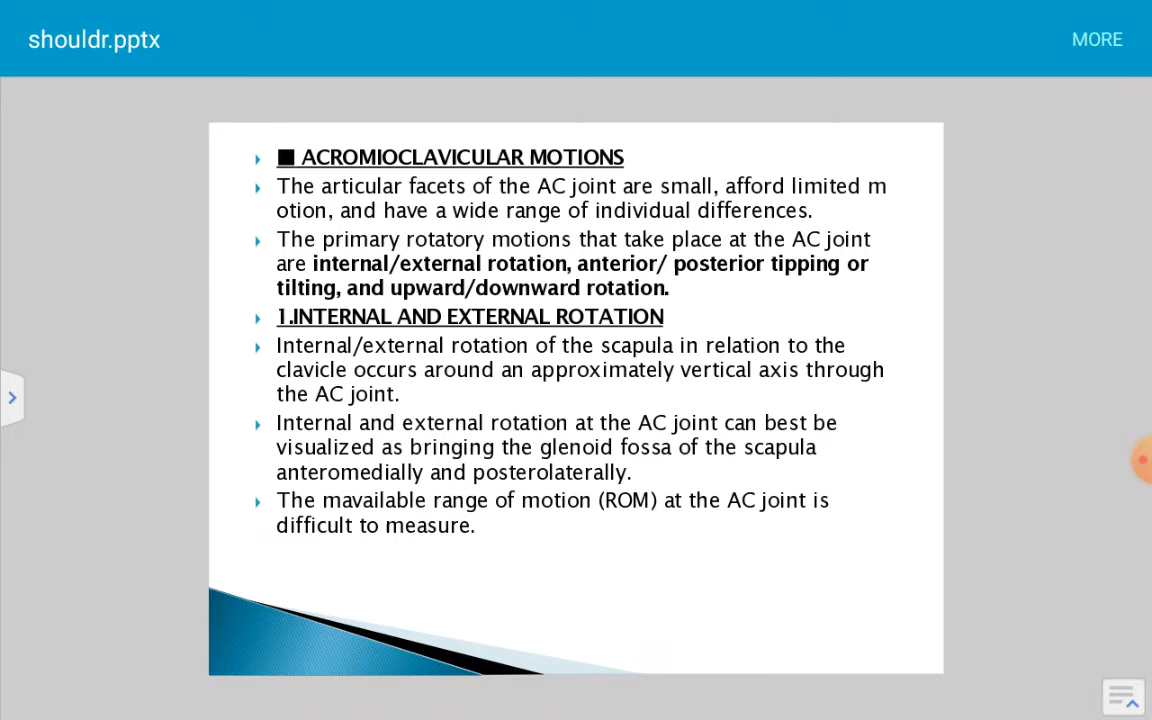 shouldr.pptx
MORE
■ ACROMIOCLAVICULAR MOTIONS
The articular facets of the AC joint are small, afford limited m
otion, and have a wide range of individual differences.
The primary rotatory motions that take place at the AC joint
are internal/external rotation, anterior/ posterior tipping or
tilting, and upward/downward rotation.
1.INTERNAL AND EXTERNAL ROTATION
Internal/external rotation of the scapula in relation to the
clavicle occurs around an approximately vertical axis through
the AC joint.
Internal and external rotation at the AC joint can best be
visualized as bringing the glenoid fossa of the scapula
anteromedially and posterolaterally.
The mavailable range of motion (ROM) at the AC joint is
difficult to measure.